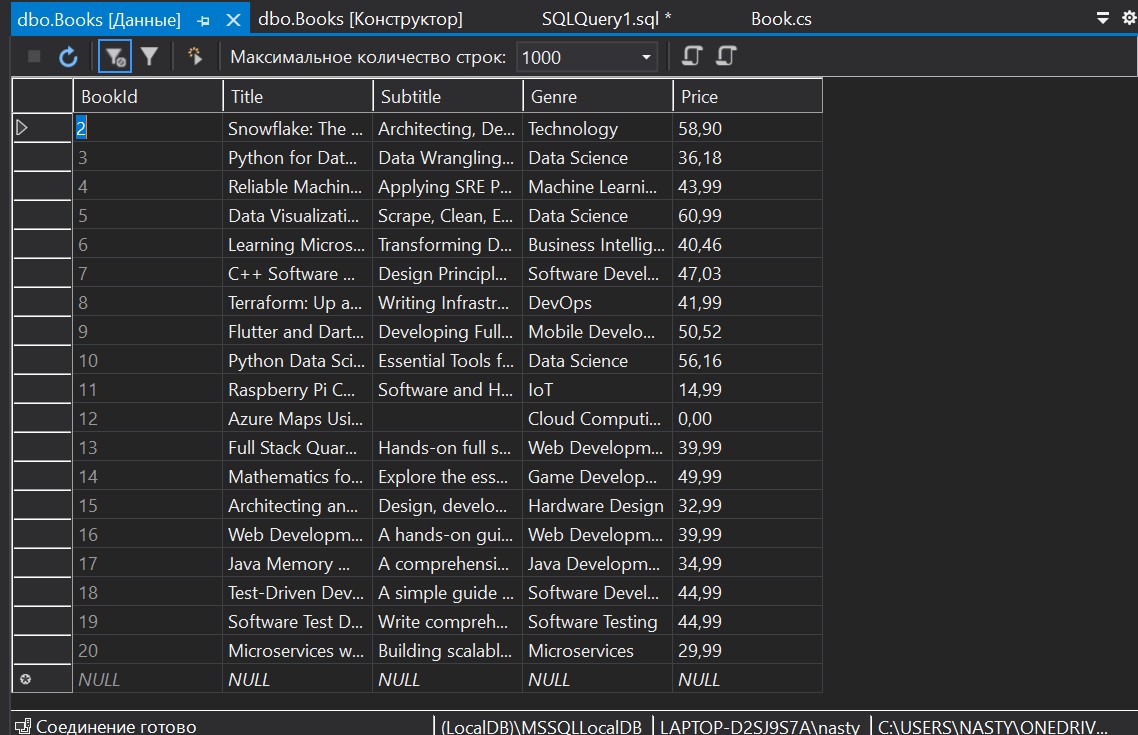 dbo.Books [Данные] dbo.Books [Конструктор] SQLQuery1.sql * Book.cs
Максимальное количество строк: 1000
BookId Title Subtitle Genre Price
2 Snowflake: The ... Architecting, De... Technology 58,90
3 Python for Dat... Data Wrangling... Data Science 36,18
4 Reliable Machin... Applying SRE P... Machine Learni... 43,99
5 Data Visualizati... Scrape, Clean, E... Data Science 60,99
6 Learning Micros... Transforming D... Business Intellig... 40,46
7 C++ Software ... Design Principl... Software Devel... 47,03
8 Terraform: Up a... Writing Infrastr... DevOps 41,99
9 Flutter and Dart... Developing Full... Mobile Develo... 50,52
10 Python Data Sci... Essential Tools f... Data Science 56,16
11 Raspberry Pi C... Software and H... IoT 14,99
12 Azure Maps Usi... Cloud Computi... 0,00
13 Full Stack Quar... Hands-on full s... Web Developm... 39,99
14 Mathematics fo... Explore the ess... Game Develop... 49,99
15 Architecting an... Design, develo... Hardware Design 32,99
16 Web Developm... A hands-on gui... Web Developm... 39,99
17 Java Memory ... A comprehensi... Java Developm... 34,99
18 Test-Driven Dev... A simple guide ... Software Devel... 44,99
19 Software Test D... Write compreh... Software Testing 44,99
20 Microservices w... Building scalabl... Microservices 29,99
NULL NULL NULL NULL NULL
Соединение готово (LocalDB)\MSSQLLocalDB LAPTOP-D2SJ9S7A\nasty C:\USERS\NASTY\ONEDRIV...